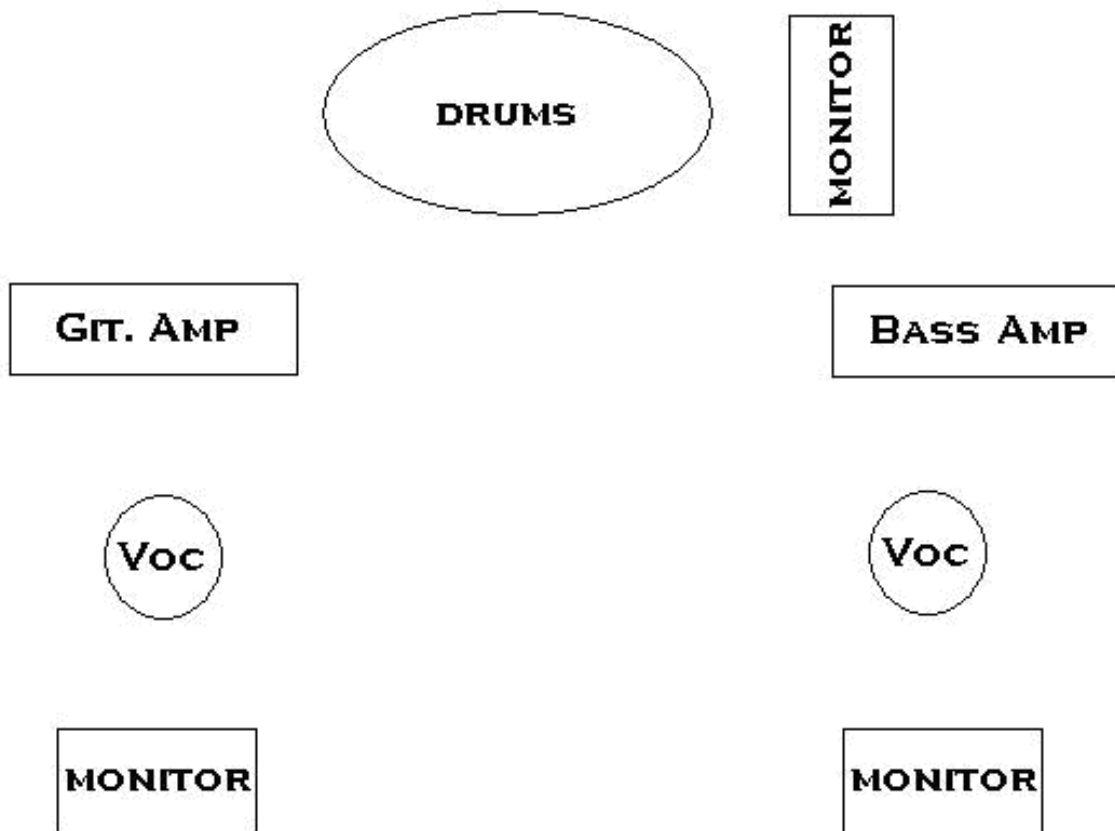 DRUMS
MONITOR
GIT. AMP
BASS AMP
VOC
VOC
MONITOR
MONITOR